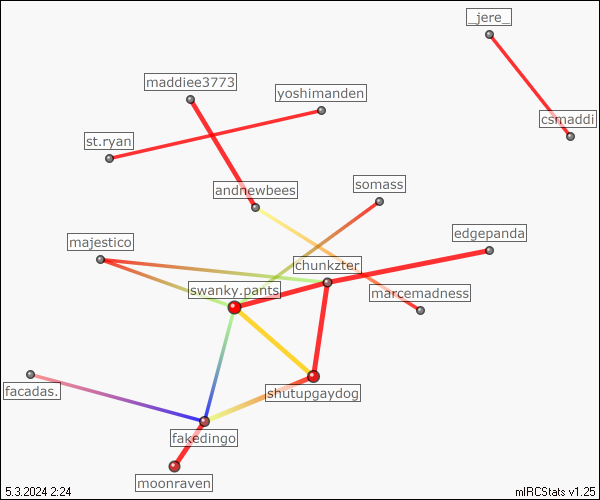 _jere_
maddiee3773
yoshimanden
csmaddi
st.ryan
andnewbees
somass
edgepanda
majestico
chunkzter
swanky.pants
marcemadness
facadas.
shutupgaydog
fakedingo
moonraven
5.3.2024 2:24
mIRCStats v1.25